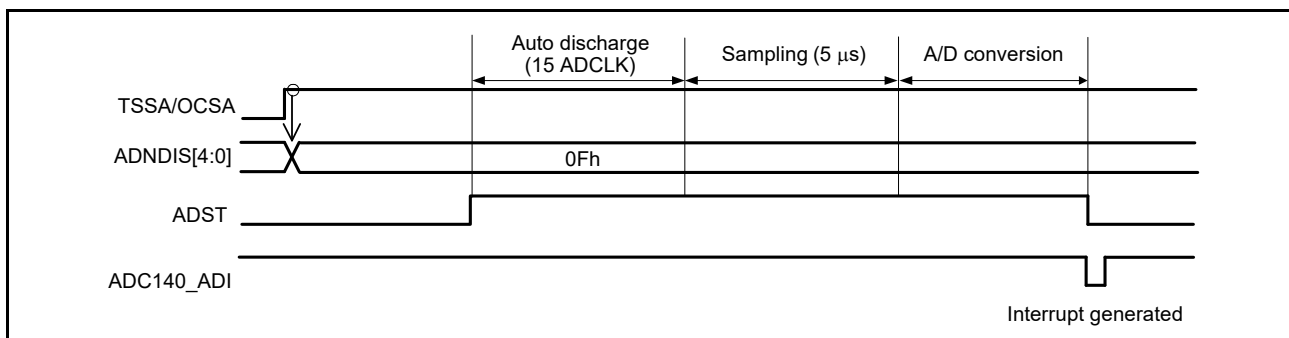 Auto discharge
(15 ADCLK)
Sampling (5 μs)
A/D conversion
TSSA/OCSA
ADNDIS[4:0]
0Fh
ADST
ADC140_ADI
Interrupt generated